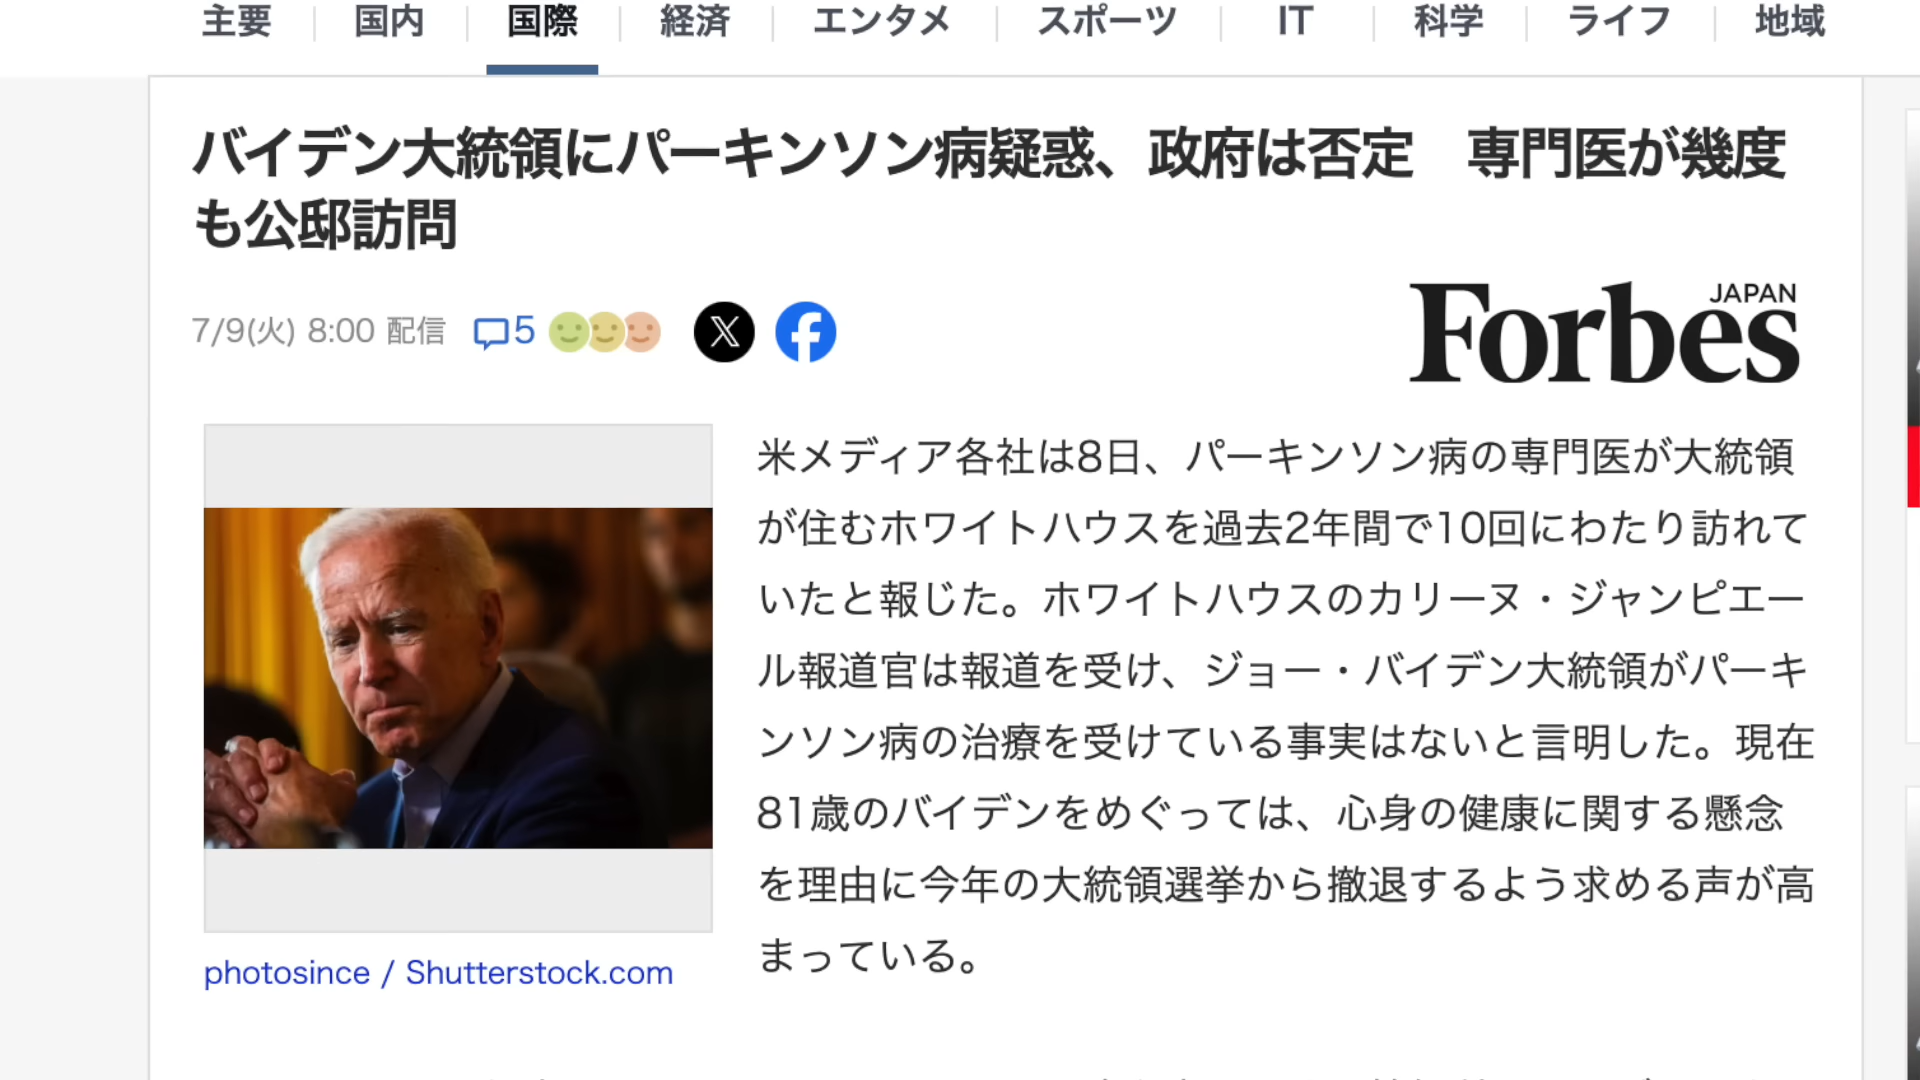 主要 国内 国際 経済 エンタメ スポーツ IT 科学 ライフ 地域
バイデン大統領にパーキンソン病疑惑、政府は否定　専門医が幾度
も公邸訪問
7/9(火) 8:00 配信 5
JAPAN
Forbes
米メディア各社は8日、パーキンソン病の専門医が大統領
が住むホワイトハウスを過去2年間で10回にわたり訪れて
いたと報じた。ホワイトハウスのカリーヌ・ジャンピエー
ル報道官は報道を受け、ジョー・バイデン大統領がパーキ
ンソン病の治療を受けている事実はないと言明した。現在
81歳のバイデンをめぐっては、心身の健康に関する懸念
を理由に今年の大統領選挙から撤退するよう求める声が高
まっている。
photosince / Shutterstock.com